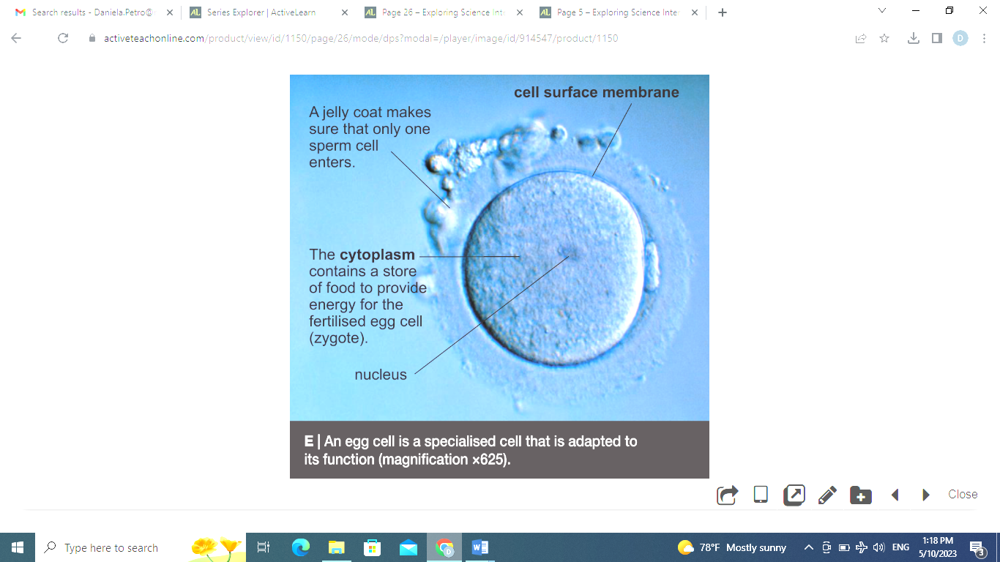 Search results - Daniela.Petro@
Series Explorer | ActiveLearn
Page 26 – Exploring Science Inte
Page 5 – Exploring Science Inter
activeteachonline.com/product/view/id/1150/page/26/mode/dps?modal=/player/image/id/914547/product/1150
D
cell surface membrane
A jelly coat makes
sure that only one
sperm cell
enters.
The cytoplasm
contains a store
of food to provide
energy for the
fertilised egg cell
(zygote).
nucleus
E | An egg cell is a specialised cell that is adapted to
its function (magnification ×625).
Close
Type here to search
78°F Mostly sunny
ENG
1:18 PM
5/10/2023
3